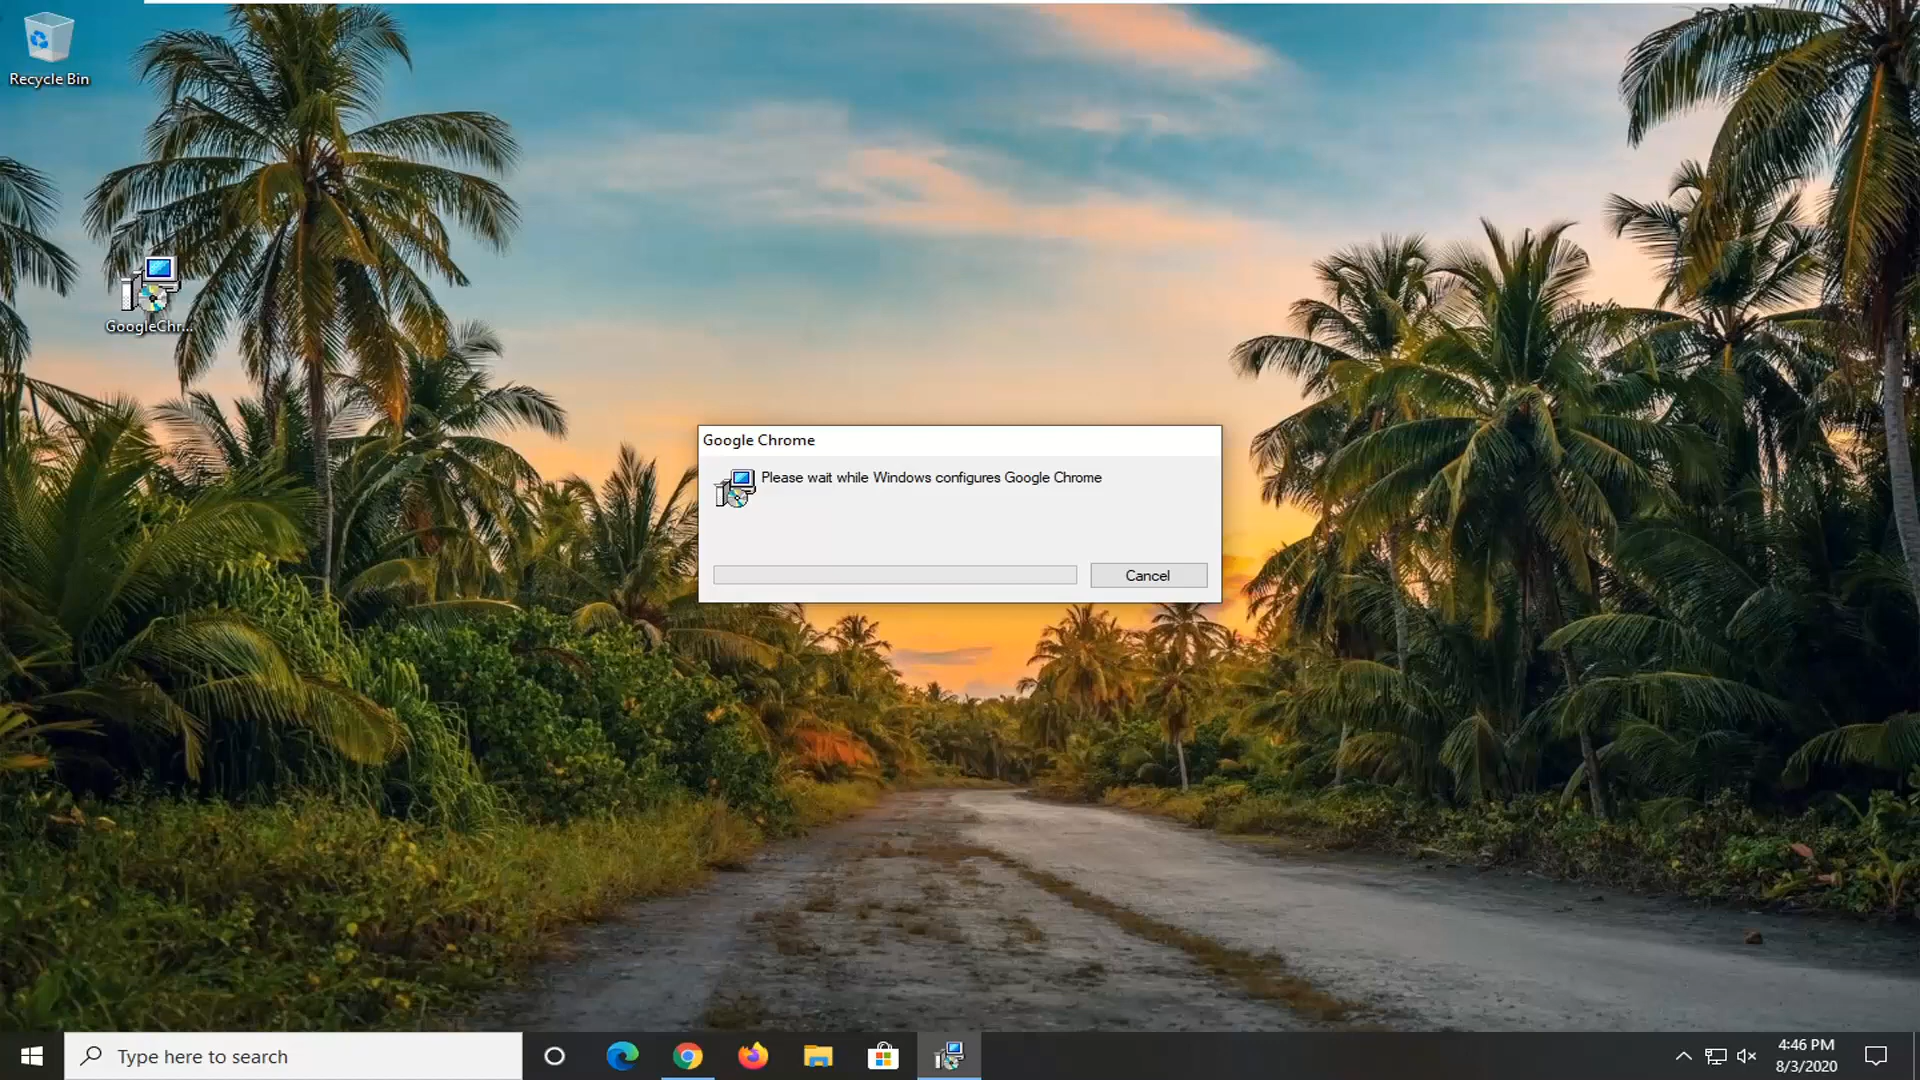 Recycle Bin
GoogleChr...
Google Chrome
Please wait while Windows configures Google Chrome
Cancel
Type here to search
4:46 PM
8/3/2020